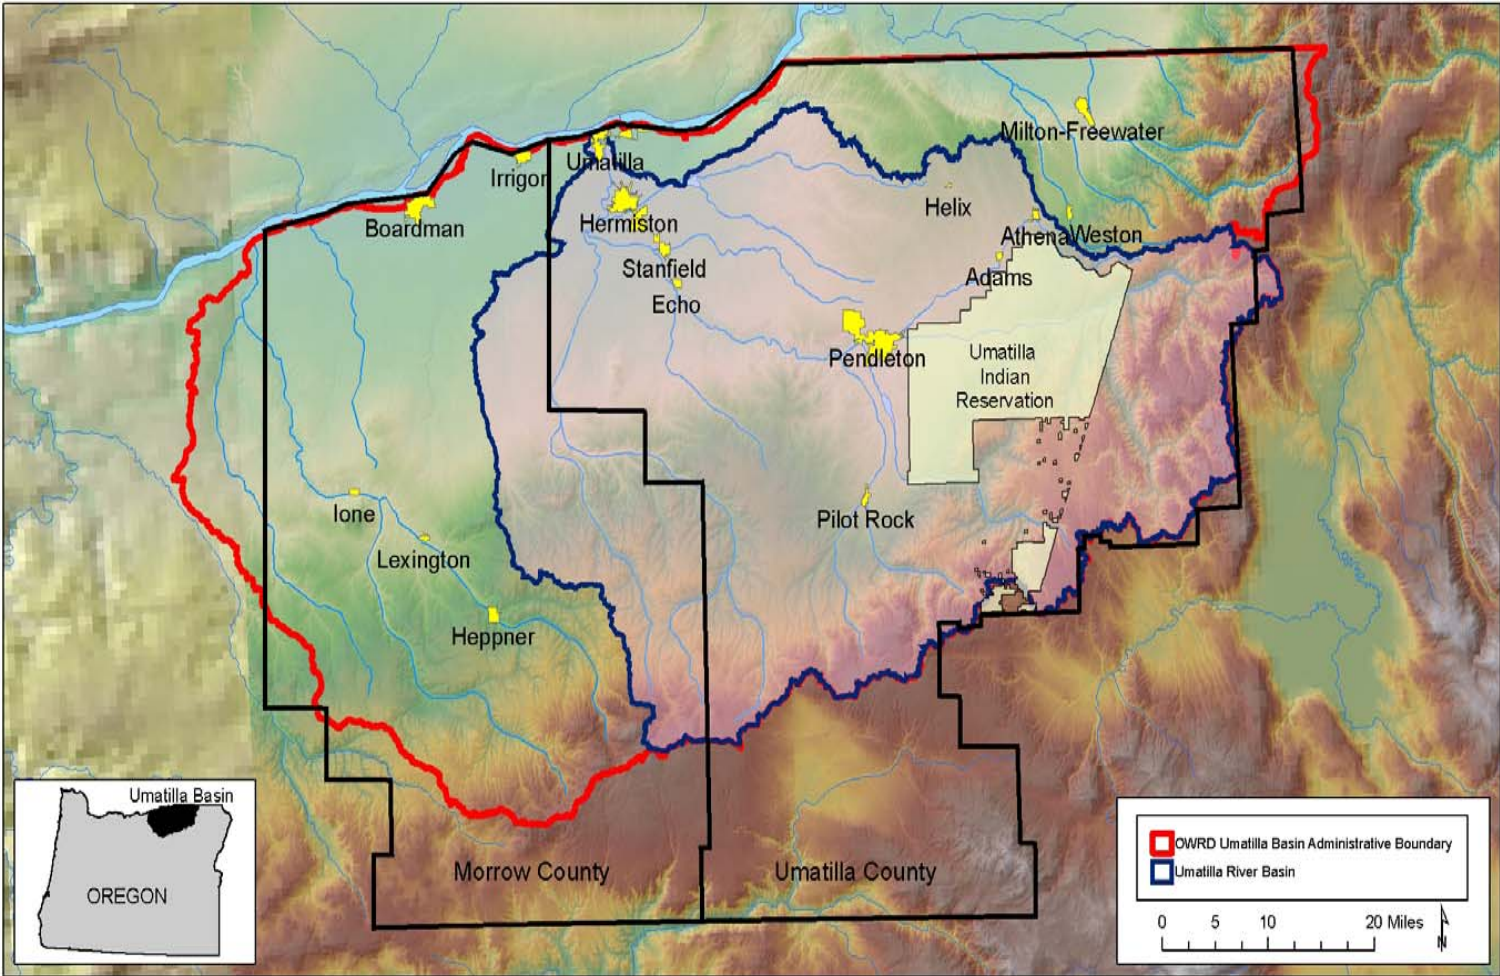 Milton-Freewater
Umatilla
Irrigon
Helix
Boardman
Hermiston
Athena
Weston
Stanfield
Adams
Echo
Pendleton
Umatilla
Indian
Reservation
Ione
Pilot Rock
Lexington
Heppner
Umatilla Basin
OREGON
Morrow County
Umatilla County
OWRD Umatilla Basin Administrative Boundary
Umatilla River Basin
0 5 10 20 Miles
N